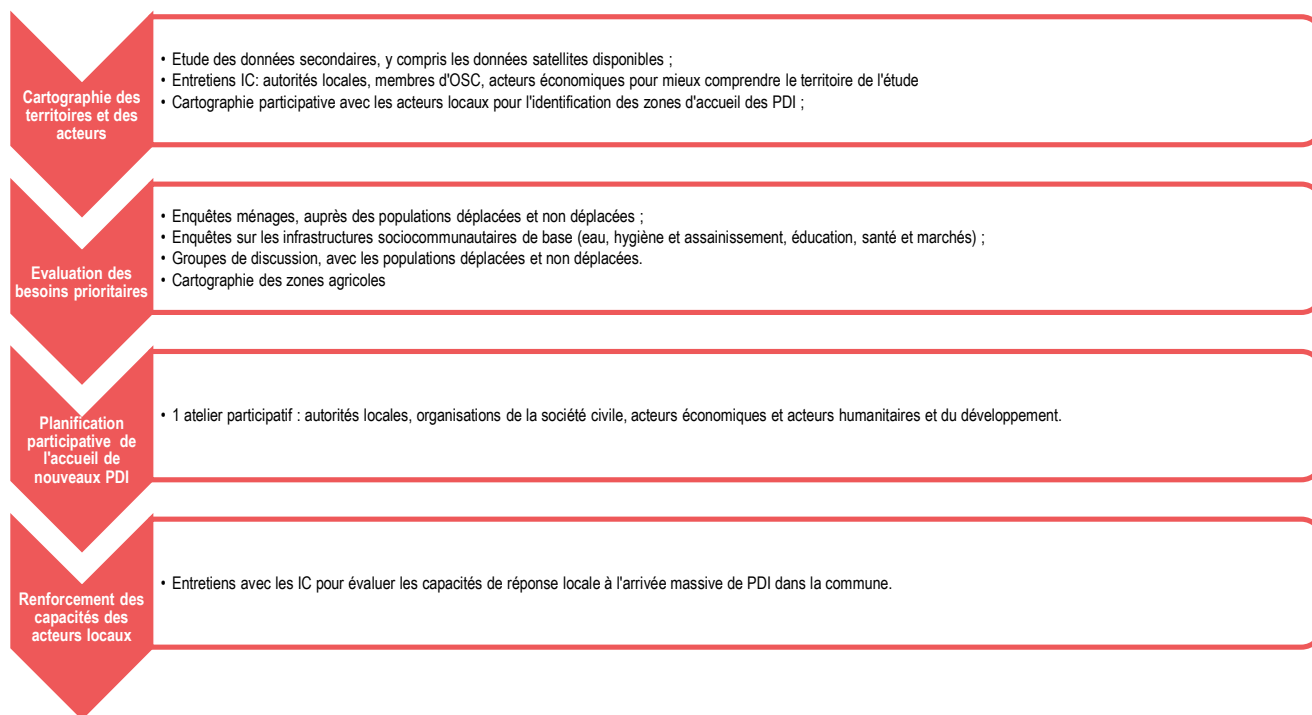 Cartographie des
territoires et des
acteurs
• Etude des données secondaires, y compris les données satellites disponibles ;
• Entretiens IC: autorités locales, membres d'OSC, acteurs économiques pour mieux comprendre le territoire de l'étude
• Cartographie participative avec les acteurs locaux pour l'identification des zones d'accueil des PDI ;
Evaluation des
besoins prioritaires
• Enquêtes ménages, auprès des populations déplacées et non déplacées ;
• Enquêtes sur les infrastructures sociocommunautaires de base (eau, hygiène et assainissement, éducation, santé et marchés) ;
• Groupes de discussion, avec les populations déplacées et non déplacées.
• Cartographie des zones agricoles
Planification
participative de
l'accueil de
nouveaux PDI
• 1 atelier participatif : autorités locales, organisations de la société civile, acteurs économiques et acteurs humanitaires et du développement.
Renforcement des
capacités des
acteurs locaux
• Entretiens avec les IC pour évaluer les capacités de réponse locale à l'arrivée massive de PDI dans la commune.